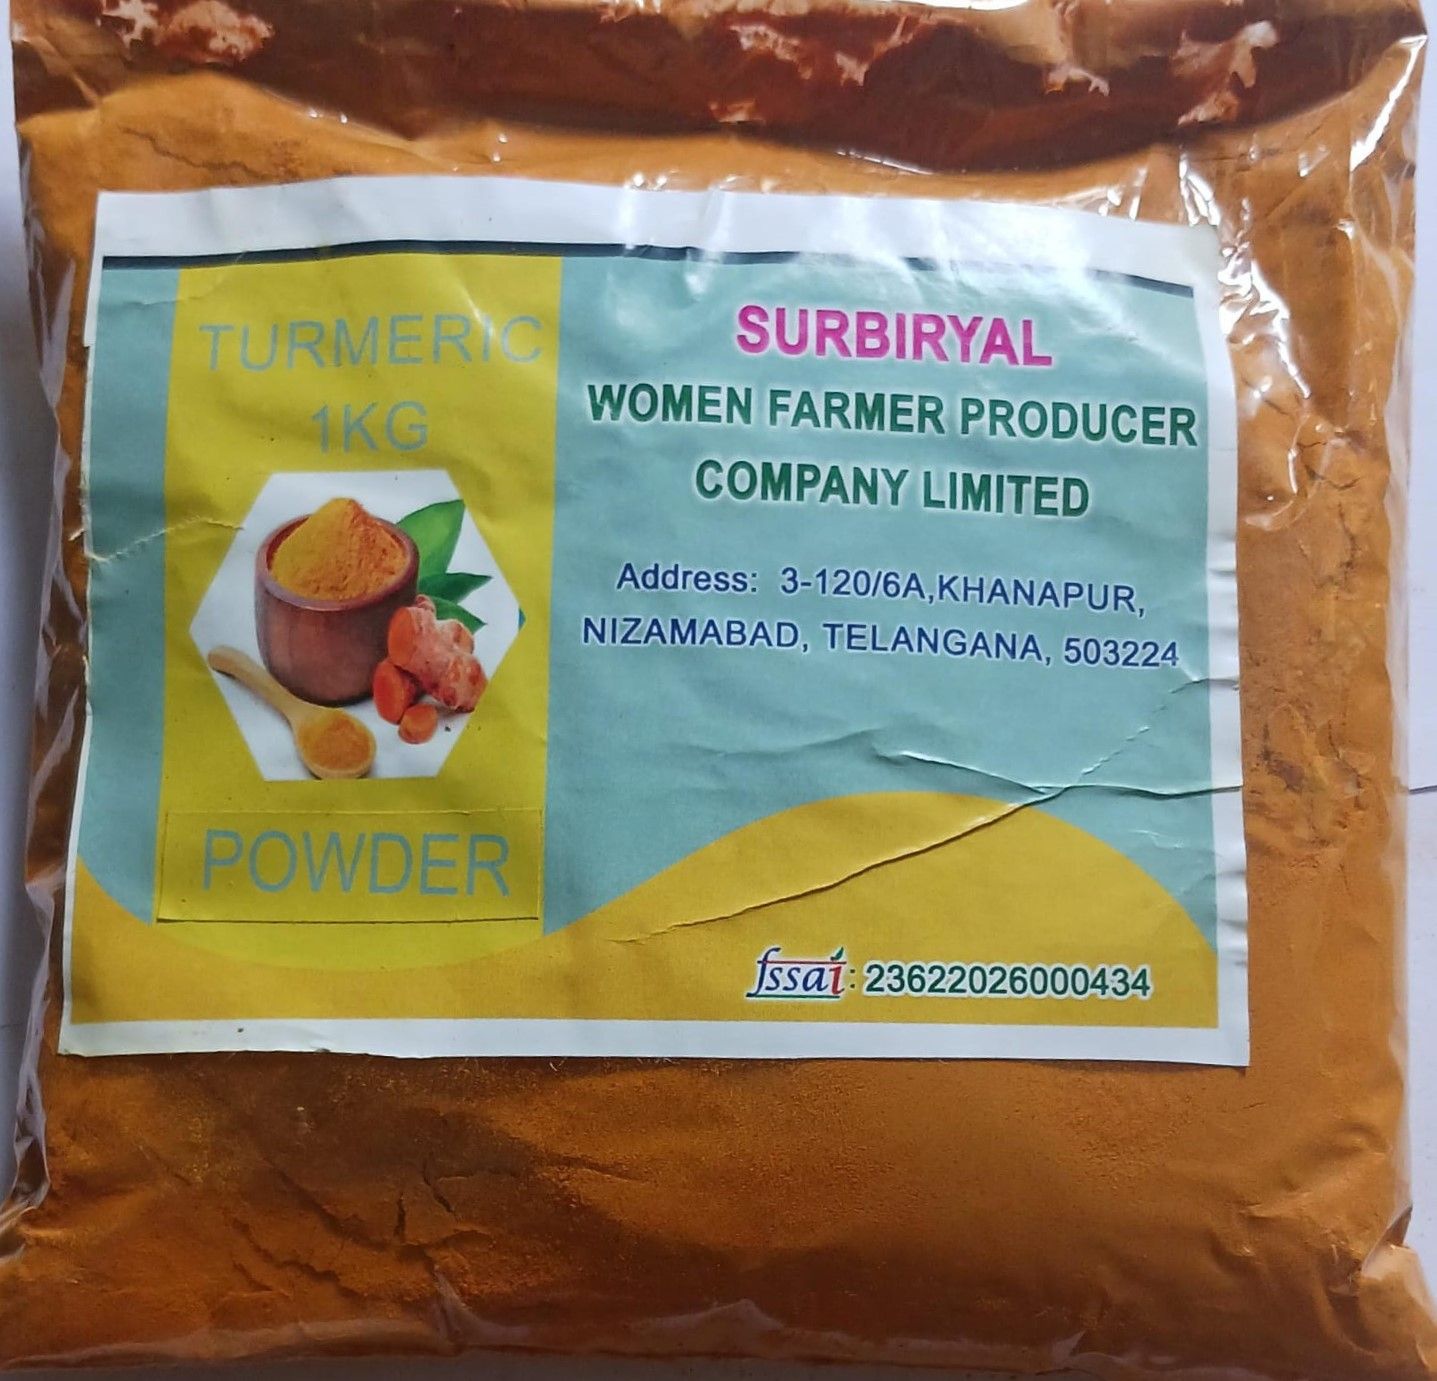 TURMERIC
1KG
POWDER
SURBIRYAL
WOMEN FARMER PRODUCER
COMPANY LIMITED
Address: 3-120/6A,KHANAPUR,
NIZAMABAD, TELANGANA, 503224
fssai: 23622026000434